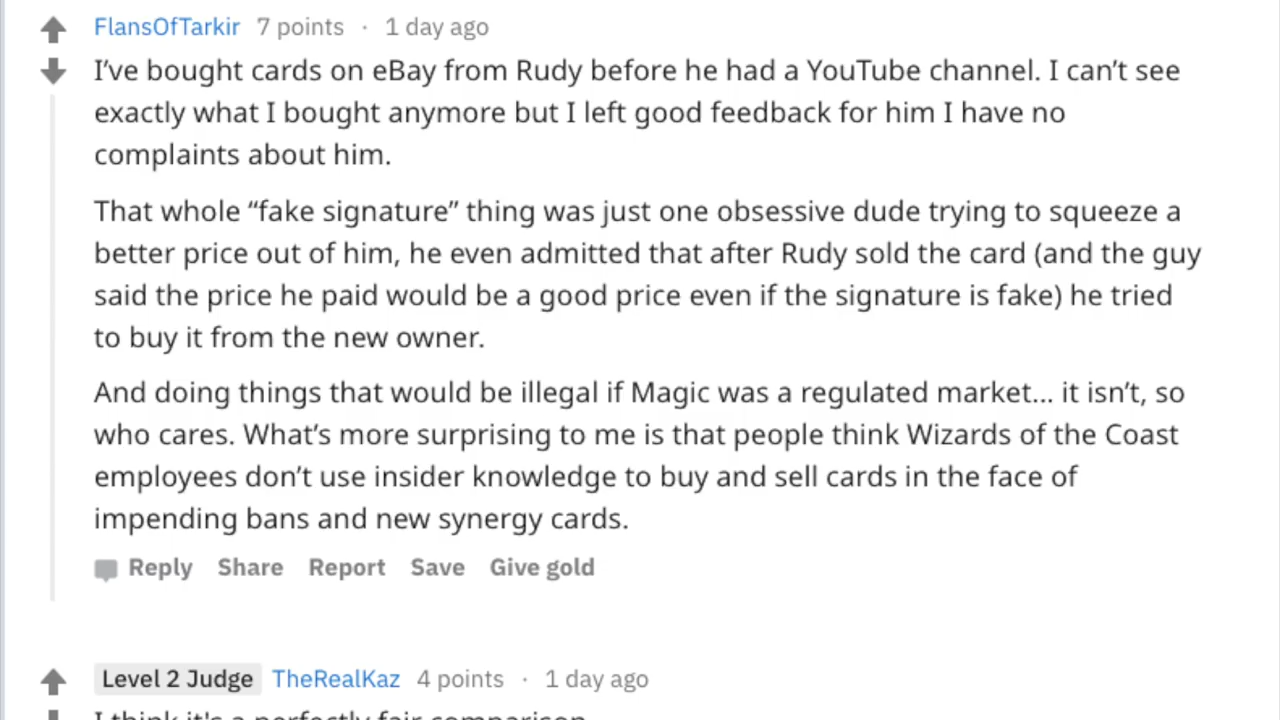 FlansOfTarkir 7 points · 1 day ago
I’ve bought cards on eBay from Rudy before he had a YouTube channel. I can’t see
exactly what I bought anymore but I left good feedback for him I have no
complaints about him.
That whole “fake signature” thing was just one obsessive dude trying to squeeze a
better price out of him, he even admitted that after Rudy sold the card (and the guy
said the price he paid would be a good price even if the signature is fake) he tried
to buy it from the new owner.
And doing things that would be illegal if Magic was a regulated market... it isn’t, so
who cares. What’s more surprising to me is that people think Wizards of the Coast
employees don’t use insider knowledge to buy and sell cards in the face of
impending bans and new synergy cards.
Reply Share Report Save Give gold
Level 2 Judge TheRealKaz 4 points · 1 day ago
I think it's a perfectly fair comparison